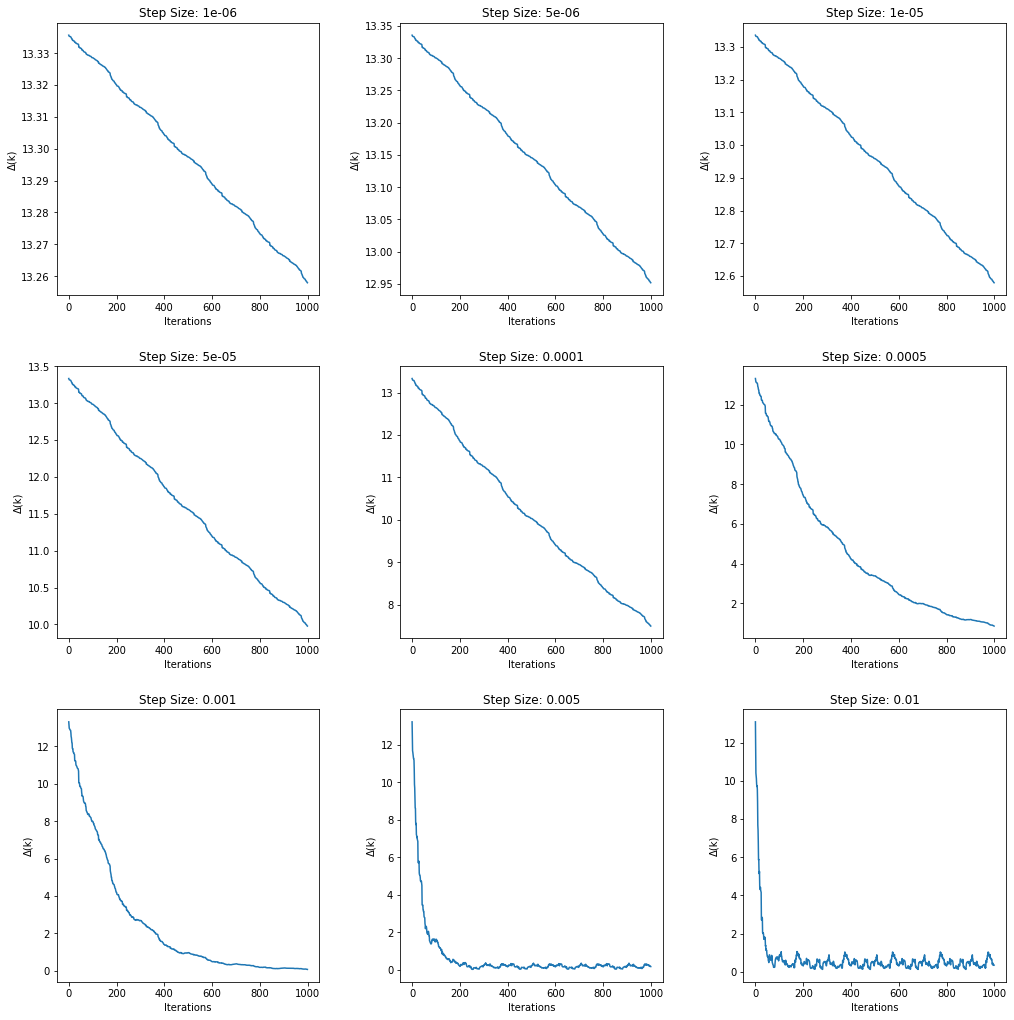 Step Size: 1e-06
Δ(k)
13.33
13.32
13.31
13.30
13.29
13.28
13.27
13.26
0 200 400 600 800 1000
Iterations
Step Size: 5e-06
Δ(k)
13.35
13.30
13.25
13.20
13.15
13.10
13.05
13.00
12.95
0 200 400 600 800 1000
Iterations
Step Size: 1e-05
Δ(k)
13.3
13.2
13.1
13.0
12.9
12.8
12.7
12.6
0 200 400 600 800 1000
Iterations
Step Size: 5e-05
Δ(k)
13.5
13.0
12.5
12.0
11.5
11.0
10.5
10.0
0 200 400 600 800 1000
Iterations
Step Size: 0.0001
Δ(k)
13
12
11
10
9
8
0 200 400 600 800 1000
Iterations
Step Size: 0.0005
Δ(k)
12
10
8
6
4
2
0 200 400 600 800 1000
Iterations
Step Size: 0.001
Δ(k)
12
10
8
6
4
2
0
0 200 400 600 800 1000
Iterations
Step Size: 0.005
Δ(k)
12
10
8
6
4
2
0
0 200 400 600 800 1000
Iterations
Step Size: 0.01
Δ(k)
12
10
8
6
4
2
0
0 200 400 600 800 1000
Iterations